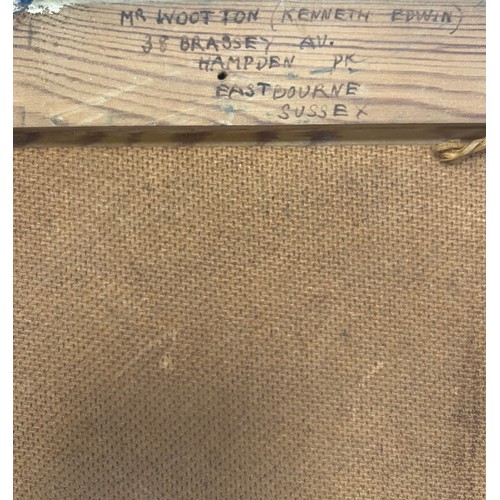 MR WOOTTON (KENNETH EDWIN)
38 BRASSEY AV.
HAMPDEN PK
EASTBOURNE
SUSSEX